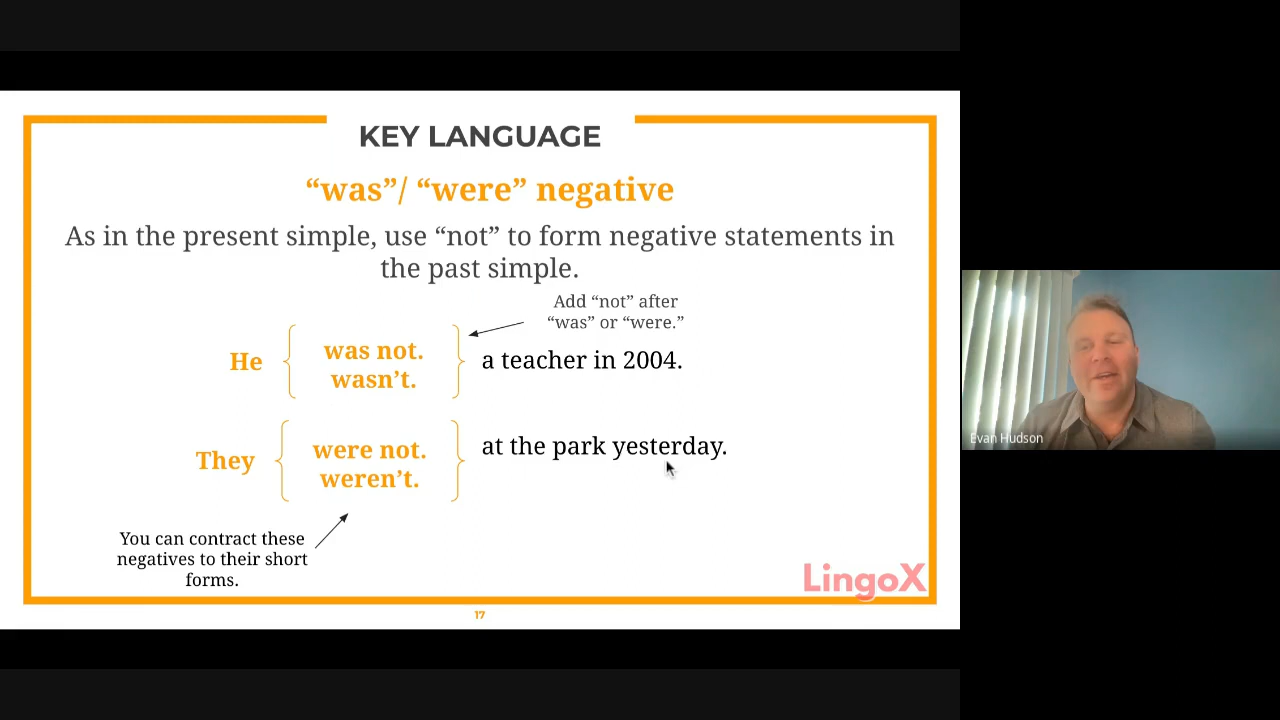 KEY LANGUAGE
“was”/ “were” negative
As in the present simple, use “not” to form negative statements in
the past simple.
Add “not” after
“was” or “were.”
He
was not.
wasn’t.
a teacher in 2004.
They
were not.
weren’t.
at the park yesterday.
You can contract these
negatives to their short
forms.
LingoX
17
Evan Hudson